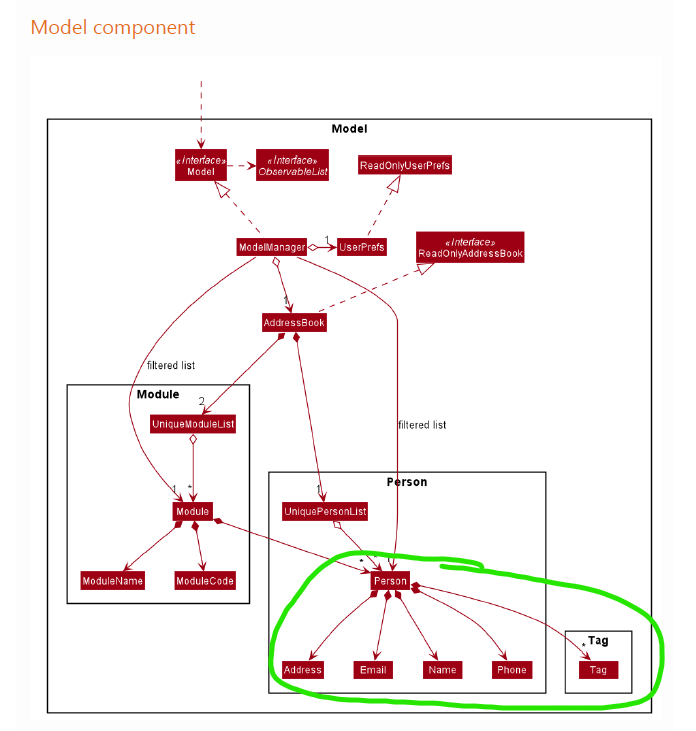 Model component
Model
«Interface»
Model
«Interface»
ObservableList
ReadOnlyUserPrefs
ModelManager
1
UserPrefs
«Interface»
ReadOnlyAddressBook
1
AddressBook
filtered list
filtered list
Module
2
UniqueModuleList
Person
1
*
Module
1
UniquePersonList
*
*
1
Person
ModuleName
ModuleCode
Address
Email
Name
Phone
Tag
*
Tag